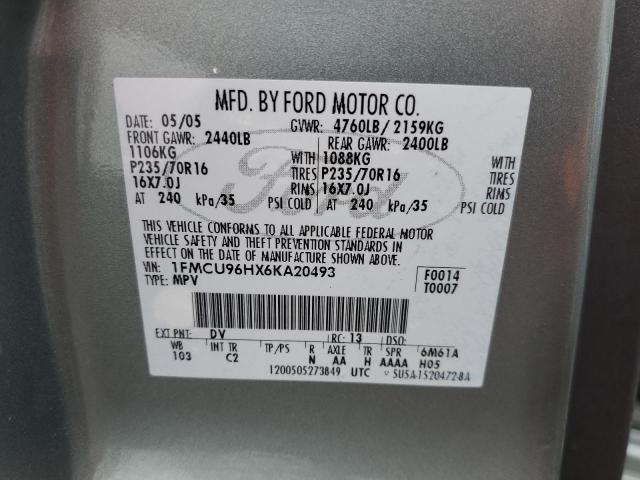 MFD. BY FORD MOTOR CO.
DATE: 05/05 GVWR: 4760LB/ 2159KG
FRONT GAWR: 2440LB REAR GAWR: 2400LB
1106KG WITH 1088KG WITH
P235/70R16 TIRES P235/70R16 TIRES
16X7.0J RIMS 16X7.0J RIMS
AT 240 kPa/35 PSI COLD AT 240 kPa/35 PSI COLD
Ford
THIS VEHICLE CONFORMS TO ALL APPLICABLE FEDERAL MOTOR
VEHICLE SAFETY AND THEFT PREVENTION STANDARDS IN
EFFECT ON THE DATE OF MANUFACTURE SHOWN ABOVE.
VIN: 1FMCU96HX6KA20493 F0014
TYPE: MPV T0007
EXT PNT: DV RC: 13 DSO:
WB INT TR TP/PS R AXLE TR SPR 6M61A
103 C2 N AA H AAAA H05
1200505273849 UTC 5U5A-1520472-BA